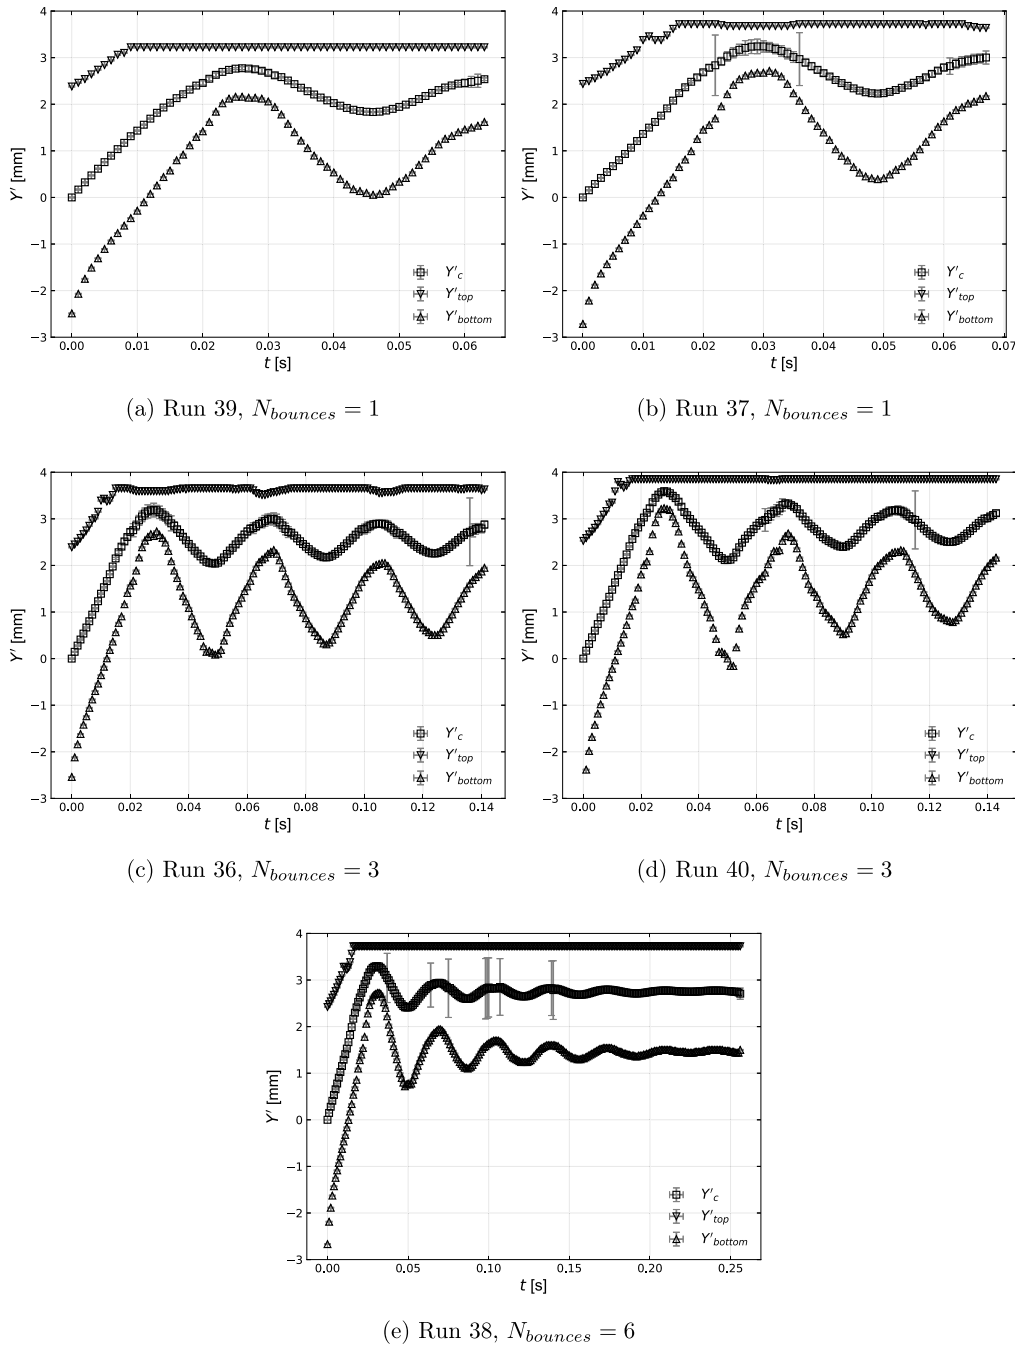 4
3
2
1
0
−1
−2
−3
Y′ [mm]
0.00 0.01 0.02 0.03 0.04 0.05 0.06
t [s]
Y′c
Y′top
Y′bottom
(a) Run 39, Nbounces = 1
4
3
2
1
0
−1
−2
−3
Y′ [mm]
0.00 0.01 0.02 0.03 0.04 0.05 0.06 0.07
t [s]
Y′c
Y′top
Y′bottom
(b) Run 37, Nbounces = 1
4
3
2
1
0
−1
−2
−3
Y′ [mm]
0.00 0.02 0.04 0.06 0.08 0.10 0.12 0.14
t [s]
Y′c
Y′top
Y′bottom
(c) Run 36, Nbounces = 3
4
3
2
1
0
−1
−2
−3
Y′ [mm]
0.00 0.02 0.04 0.06 0.08 0.10 0.12 0.14
t [s]
Y′c
Y′top
Y′bottom
(d) Run 40, Nbounces = 3
4
3
2
1
0
−1
−2
−3
Y′ [mm]
0.00 0.05 0.10 0.15 0.20 0.25
t [s]
Y′c
Y′top
Y′bottom
(e) Run 38, Nbounces = 6